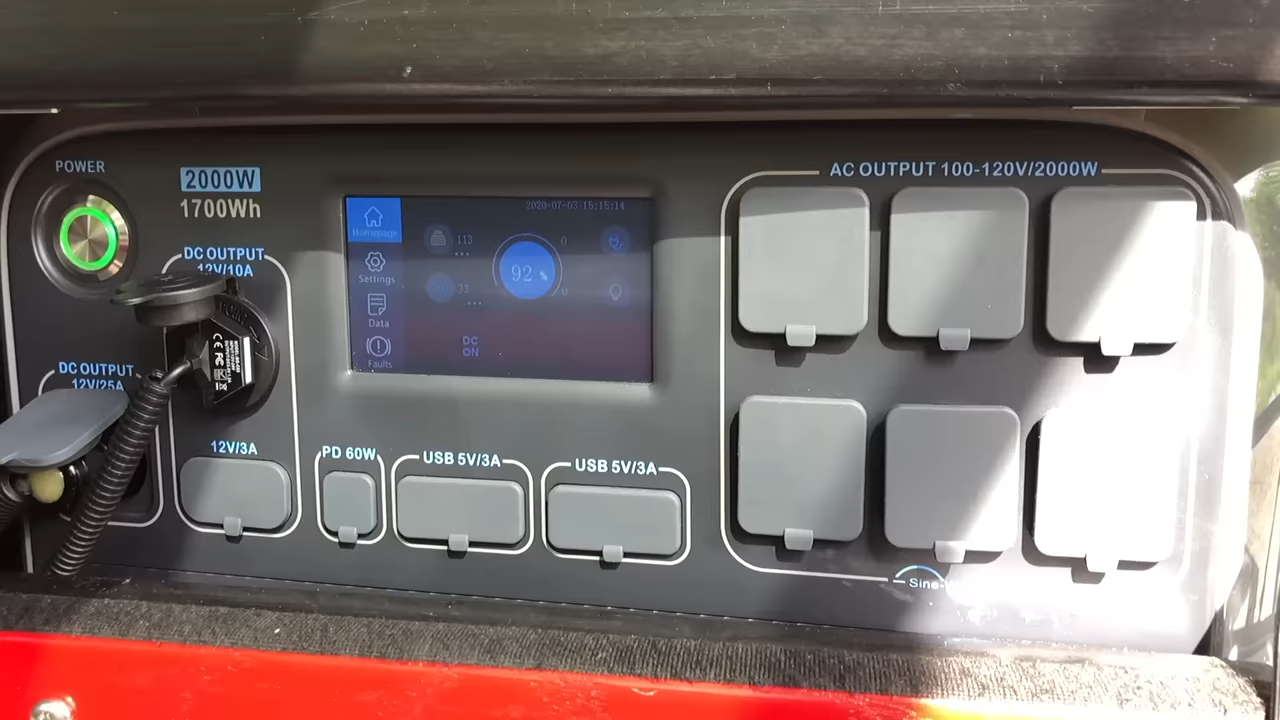 POWER
2000W
1700Wh
DC OUTPUT
12V/10A
DC OUTPUT
12V/25A
12V/3A
PD 60W
USB 5V/3A
USB 5V/3A
2020-07-03 15:15:14
Homepage
Settings
Data
Faults
113
33
92 %
0
0
DC
ON
AC OUTPUT 100-120V/2000W
Sine-